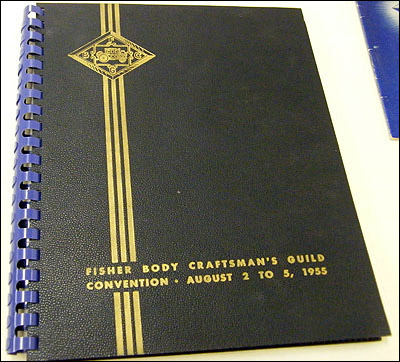 FISHER BODY CRAFTSMAN'S GUILD
CONVENTION · AUGUST 2 TO 5, 1955